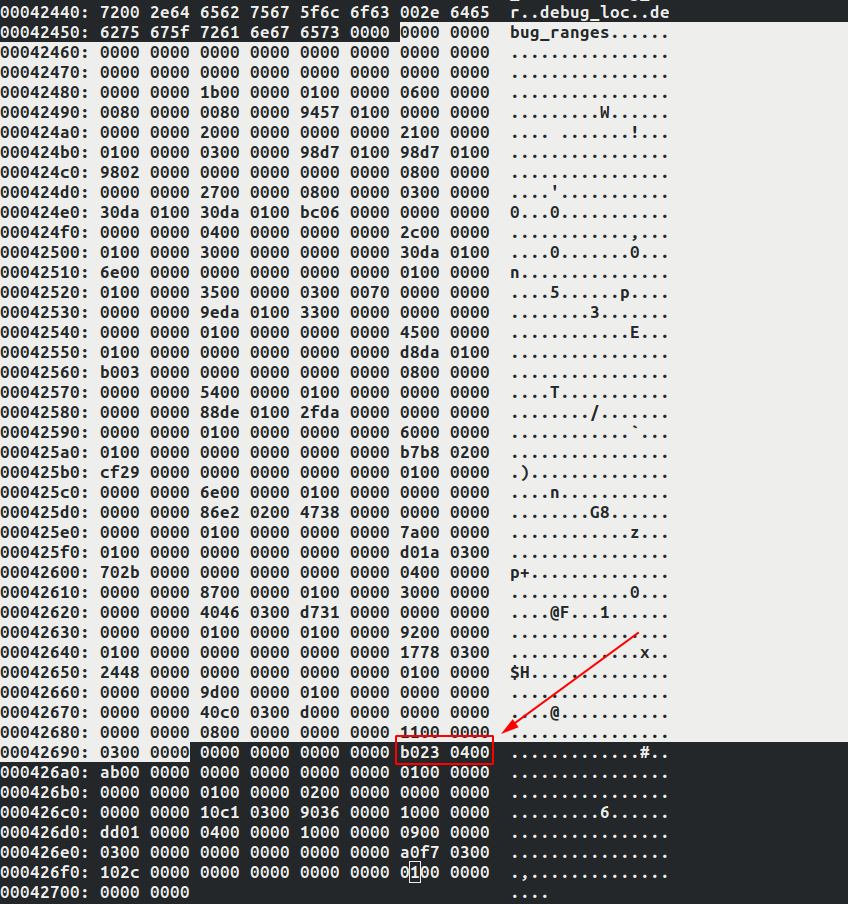 00042440: 7200 2e64 6562 7567 5f6c 6f63 002e 6465  r..debug_loc..de
00042450: 6275 675f 7261 6e67 6573 0000 0000 0000  bug_ranges......
00042460: 0000 0000 0000 0000 0000 0000 0000 0000  ................
00042470: 0000 0000 0000 0000 0000 0000 0000 0000  ................
00042480: 0000 0000 1b00 0000 0100 0000 0600 0000  ................
00042490: 0080 0000 0080 0000 9457 0100 0000 0000  .........W......
000424a0: 0000 0000 2000 0000 0000 0000 2100 0000  .... .......!...
000424b0: 0100 0000 0300 0000 98d7 0100 98d7 0100  ................
000424c0: 9802 0000 0000 0000 0000 0000 0800 0000  ................
000424d0: 0000 0000 2700 0000 0800 0000 0300 0000  ....'...........
000424e0: 30da 0100 30da 0100 bc06 0000 0000 0000  0...0...........
000424f0: 0000 0000 0400 0000 0000 0000 2c00 0000  ............,...
00042500: 0100 0000 3000 0000 0000 0000 30da 0100  ....0.......0...
00042510: 6e00 0000 0000 0000 0000 0000 0100 0000  n...............
00042520: 0100 0000 3500 0000 0300 0070 0000 0000  ....5......p....
00042530: 0000 0000 9eda 0100 3300 0000 0000 0000  ........3.......
00042540: 0000 0000 0100 0000 0000 0000 4500 0000  ............E...
00042550: 0100 0000 0000 0000 0000 0000 d8da 0100  ................
00042560: b003 0000 0000 0000 0000 0000 0800 0000  ................
00042570: 0000 0000 5400 0000 0100 0000 0000 0000  ....T...........
00042580: 0000 0000 88de 0100 2fda 0000 0000 0000  ......../.......
00042590: 0000 0000 0100 0000 0000 0000 6000 0000  ............`...
000425a0: 0100 0000 0000 0000 0000 0000 b7b8 0200  ................
000425b0: cf29 0000 0000 0000 0000 0000 0100 0000  .)..............
000425c0: 0000 0000 6e00 0000 0100 0000 0000 0000  ....n...........
000425d0: 0000 0000 86e2 0200 4738 0000 0000 0000  ........G8......
000425e0: 0000 0000 0100 0000 0000 0000 7a00 0000  ............z...
000425f0: 0100 0000 0000 0000 0000 0000 d01a 0300  ................
00042600: 702b 0000 0000 0000 0000 0000 0400 0000  p+..............
00042610: 0000 0000 8700 0000 0100 0000 3000 0000  ............0...
00042620: 0000 0000 4046 0300 d731 0000 0000 0000  ....@F...1......
00042630: 0000 0000 0100 0000 0100 0000 9200 0000  ................
00042640: 0100 0000 0000 0000 0000 0000 1778 0300  .............x..
00042650: 2448 0000 0000 0000 0000 0000 0100 0000  $H..............
00042660: 0000 0000 9d00 0000 0100 0000 0000 0000  ................
00042670: 0000 0000 40c0 0300 d000 0000 0000 0000  ....@...........
00042680: 0000 0000 0800 0000 0000 0000 1100 0000  ................
00042690: 0300 0000 0000 0000 0000 0000 b023 0400  .............#..
000426a0: ab00 0000 0000 0000 0000 0000 0100 0000  ................
000426b0: 0000 0000 0100 0000 0200 0000 0000 0000  ................
000426c0: 0000 0000 10c1 0300 9036 0000 1000 0000  .........6......
000426d0: dd01 0000 0400 0000 1000 0000 0900 0000  ................
000426e0: 0300 0000 0000 0000 0000 0000 a0f7 0300  ................
000426f0: 102c 0000 0000 0000 0000 0000 0100 0000  .,..............
00042700: 0000 0000  ....